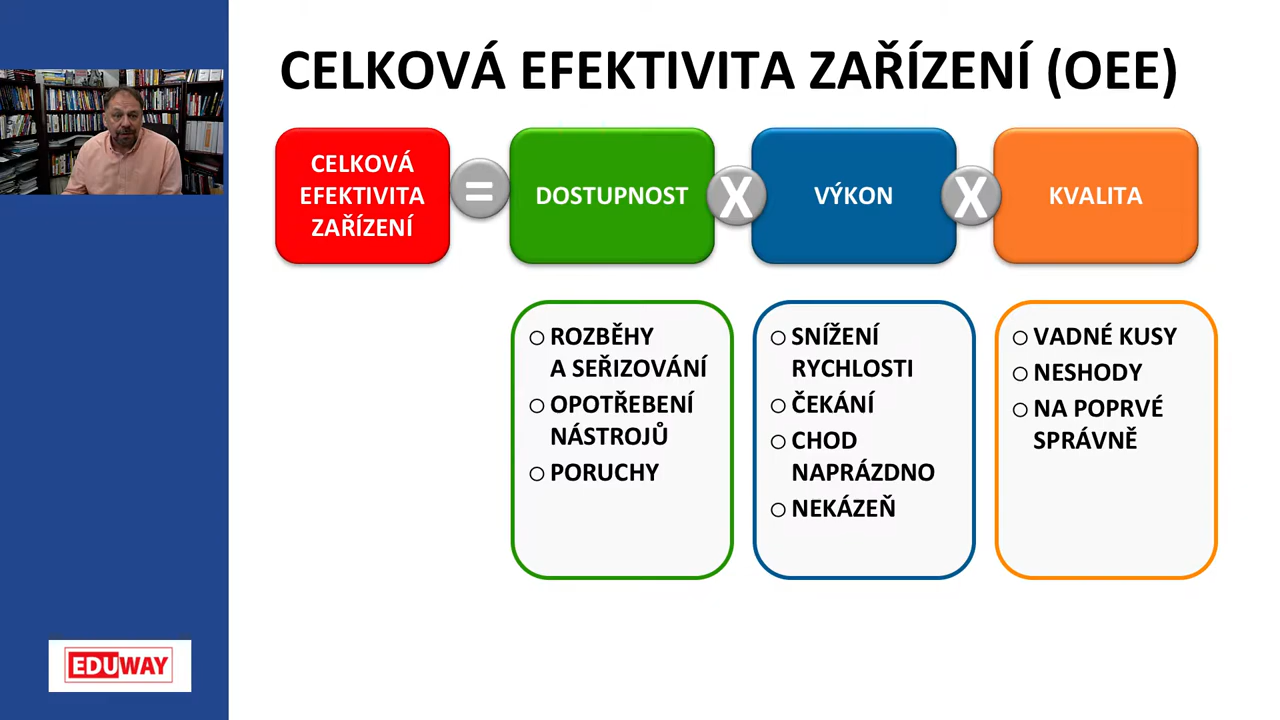 CELKOVÁ EFEKTIVITA ZAŘÍZENÍ (OEE)
CELKOVÁ
EFEKTIVITA
ZAŘÍZENÍ
=
DOSTUPNOST
X
VÝKON
X
KVALITA
ROZBĚHY
A SEŘIZOVÁNÍ
OPOTŘEBENÍ
NÁSTROJŮ
PORUCHY
SNÍŽENÍ
RYCHLOSTI
ČEKÁNÍ
CHOD
NAPRÁZDNO
NEKÁZEŇ
VADNÉ KUSY
NESHODY
NA POPRVÉ
SPRÁVNĚ
EDUWAY